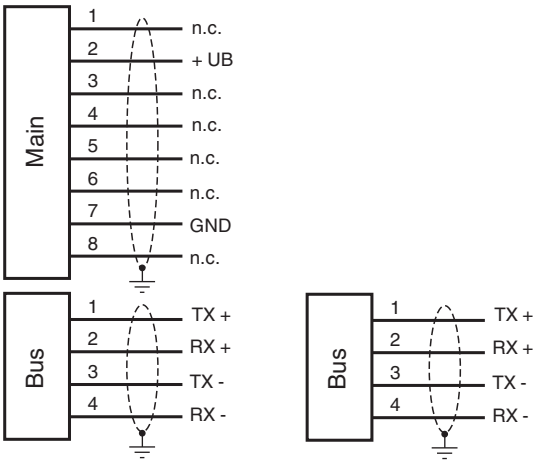 1 n.c.
2 + UB
3 n.c.
4 n.c.
Main
5 n.c.
6 n.c.
7 GND
8 n.c.
1 TX +
2 RX +
Bus
3 TX -
4 RX -
1 TX +
2 RX +
Bus
3 TX -
4 RX -